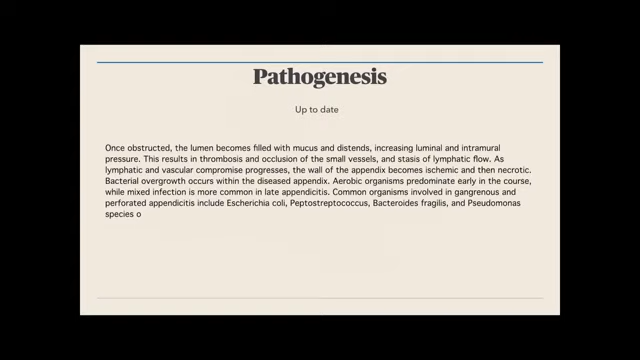 Pathogenesis
Up to date
Once obstructed, the lumen becomes filled with mucus and distends, increasing luminal and intramural
pressure. This results in thrombosis and occlusion of the small vessels, and stasis of lymphatic flow. As
lymphatic and vascular compromise progresses, the wall of the appendix becomes ischemic and then necrotic.
Bacterial overgrowth occurs within the diseased appendix. Aerobic organisms predominate early in the course,
while mixed infection is more common in late appendicitis. Common organisms involved in gangrenous and
perforated appendicitis include Escherichia coli, Peptostreptococcus, Bacteroides fragilis, and Pseudomonas
species o